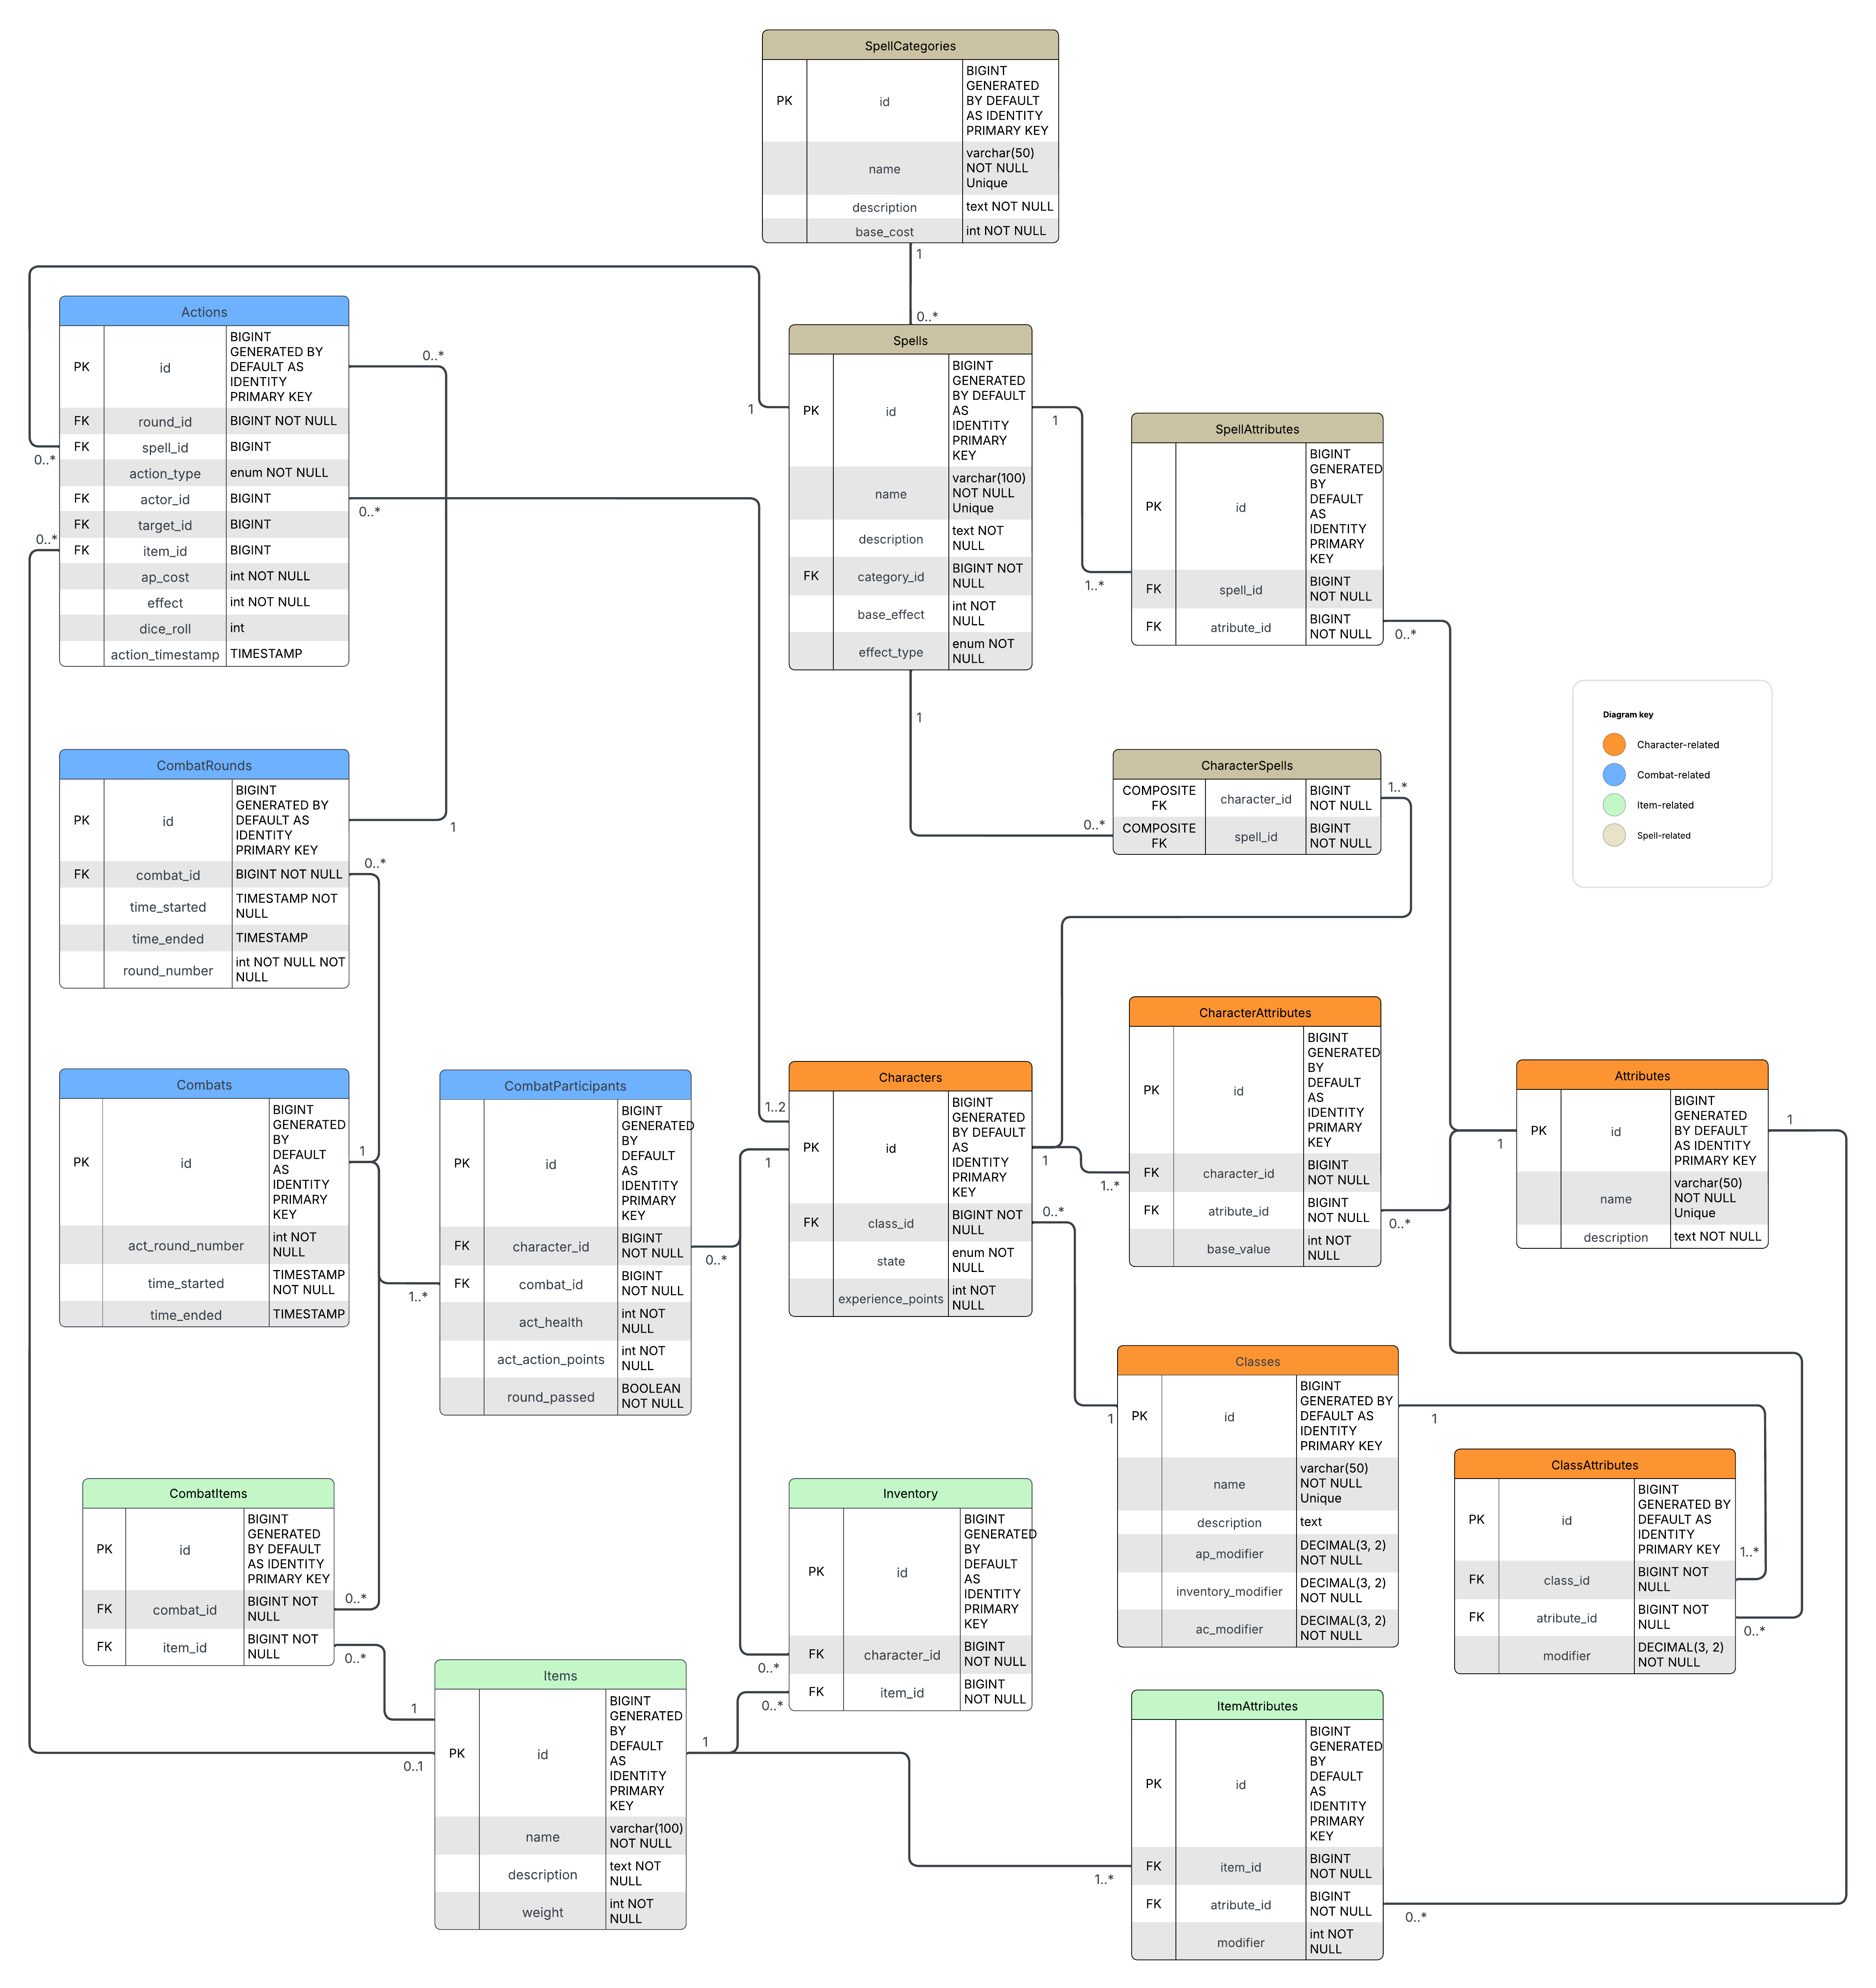 SpellCategories
PK
id
BIGINT
GENERATED
BY DEFAULT
AS IDENTITY
PRIMARY KEY
name
varchar(50)
NOT NULL
Unique
description
text NOT NULL
base_cost
int NOT NULL
1
0..*
Actions
PK
id
BIGINT
GENERATED BY
DEFAULT AS
IDENTITY
PRIMARY KEY
FK
round_id
BIGINT NOT NULL
FK
spell_id
BIGINT
action_type
enum NOT NULL
FK
actor_id
BIGINT
FK
target_id
BIGINT
FK
item_id
BIGINT
ap_cost
int NOT NULL
effect
int NOT NULL
dice_roll
int
action_timestamp
TIMESTAMP
0..*
0..*
0..*
0..*
Spells
PK
id
BIGINT
GENERATED
BY DEFAULT
AS
IDENTITY
PRIMARY
KEY
name
varchar(100)
NOT NULL
Unique
description
text NOT
NULL
FK
category_id
BIGINT NOT
NULL
base_effect
int NOT
NULL
effect_type
enum NOT
NULL
1
1
1
SpellAttributes
PK
id
BIGINT
GENERATED
BY
DEFAULT
AS
IDENTITY
PRIMARY
KEY
FK
spell_id
BIGINT
NOT NULL
FK
atribute_id
BIGINT
NOT NULL
1..*
0..*
Diagram key
Character-related
Combat-related
Item-related
Spell-related
CombatRounds
PK
id
BIGINT
GENERATED BY
DEFAULT AS
IDENTITY
PRIMARY KEY
FK
combat_id
BIGINT NOT NULL
time_started
TIMESTAMP NOT
NULL
time_ended
TIMESTAMP
round_number
int NOT NULL NOT
NULL
1
0..*
CharacterSpells
COMPOSITE
FK
character_id
BIGINT
NOT NULL
COMPOSITE
FK
spell_id
BIGINT
NOT NULL
1..*
0..*
Combats
PK
id
BIGINT
GENERATED
BY
DEFAULT
AS
IDENTITY
PRIMARY
KEY
act_round_number
int NOT
NULL
time_started
TIMESTAMP
NOT NULL
time_ended
TIMESTAMP
1
CombatParticipants
PK
id
BIGINT
GENERATED
BY
DEFAULT
AS
IDENTITY
PRIMARY
KEY
FK
character_id
BIGINT
NOT NULL
FK
combat_id
BIGINT
NOT NULL
act_health
int NOT
NULL
act_action_points
int NOT
NULL
round_passed
BOOLEAN
NOT NULL
1..*
0..*
Characters
PK
id
BIGINT
GENERATED
BY DEFAULT
AS
IDENTITY
PRIMARY
KEY
FK
class_id
BIGINT NOT
NULL
state
enum NOT
NULL
experience_points
int NOT
NULL
1..2
1
1
0..*
CharacterAttributes
PK
id
BIGINT
GENERATED
BY
DEFAULT
AS
IDENTITY
PRIMARY
KEY
FK
character_id
BIGINT
NOT NULL
FK
atribute_id
BIGINT
NOT NULL
base_value
int NOT
NULL
1..*
0..*
Attributes
PK
id
BIGINT
GENERATED
BY DEFAULT
AS IDENTITY
PRIMARY KEY
name
varchar(50)
NOT NULL
Unique
description
text NOT NULL
1
1
Classes
PK
id
BIGINT
GENERATED BY
DEFAULT AS
IDENTITY
PRIMARY KEY
name
varchar(50)
NOT NULL
Unique
description
text
ap_modifier
DECIMAL(3, 2)
NOT NULL
inventory_modifier
DECIMAL(3, 2)
NOT NULL
ac_modifier
DECIMAL(3, 2)
NOT NULL
1
1
ClassAttributes
PK
id
BIGINT
GENERATED BY
DEFAULT AS
IDENTITY
PRIMARY KEY
FK
class_id
BIGINT NOT
NULL
FK
atribute_id
BIGINT NOT
NULL
modifier
DECIMAL(3, 2)
NOT NULL
1..*
0..*
CombatItems
PK
id
BIGINT
GENERATED
BY DEFAULT
AS IDENTITY
PRIMARY KEY
FK
combat_id
BIGINT NOT
NULL
FK
item_id
BIGINT NOT
NULL
0..*
0..*
Inventory
PK
id
BIGINT
GENERATED
BY
DEFAULT
AS
IDENTITY
PRIMARY
KEY
FK
character_id
BIGINT
NOT NULL
FK
item_id
BIGINT
NOT NULL
0..*
0..*
Items
PK
id
BIGINT
GENERATED
BY
DEFAULT
AS
IDENTITY
PRIMARY
KEY
name
varchar(100)
NOT NULL
description
text NOT
NULL
weight
int NOT
NULL
1
0..1
1
ItemAttributes
PK
id
BIGINT
GENERATED
BY
DEFAULT
AS
IDENTITY
PRIMARY
KEY
FK
item_id
BIGINT
NOT NULL
FK
atribute_id
BIGINT
NOT NULL
modifier
int NOT
NULL
1..*
0..*